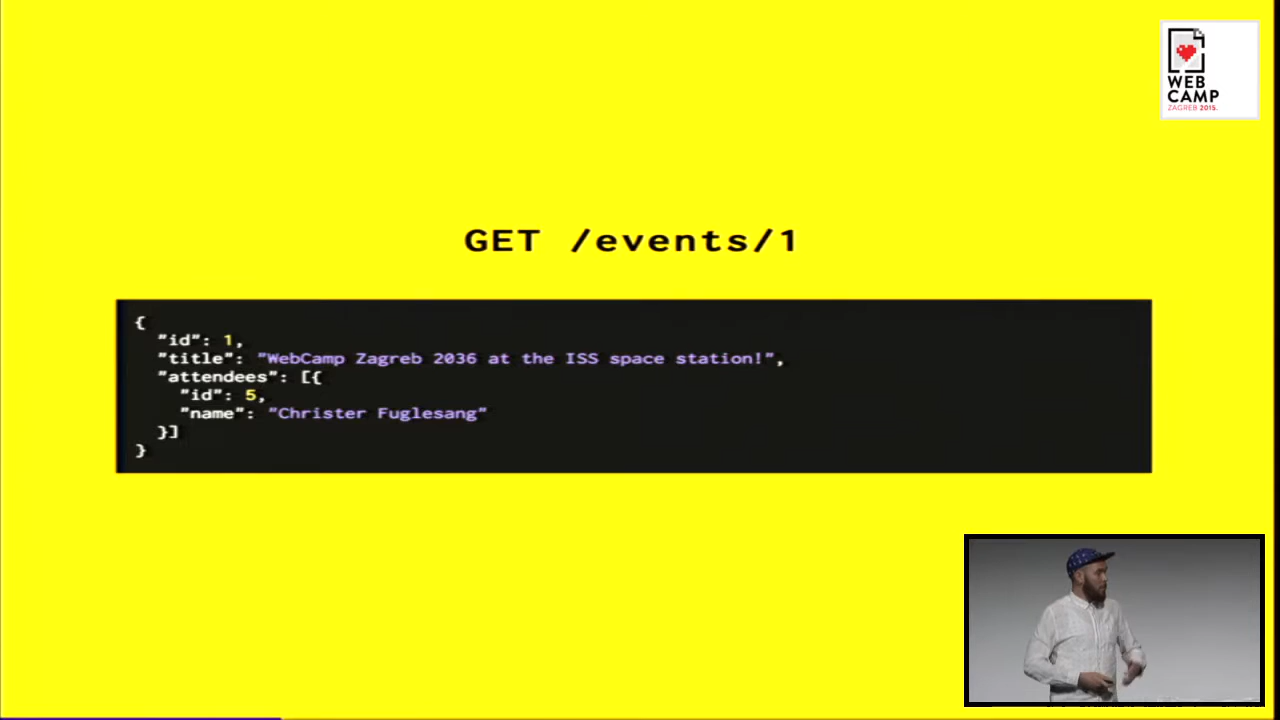 WEB
CAMP
ZAGREB 2015.
GET /events/1
{
"id": 1,
"title": "WebCamp Zagreb 2036 at the ISS space station!",
"attendees": [{
"id": 5,
"name": "Christer Fuglesang"
}]
}